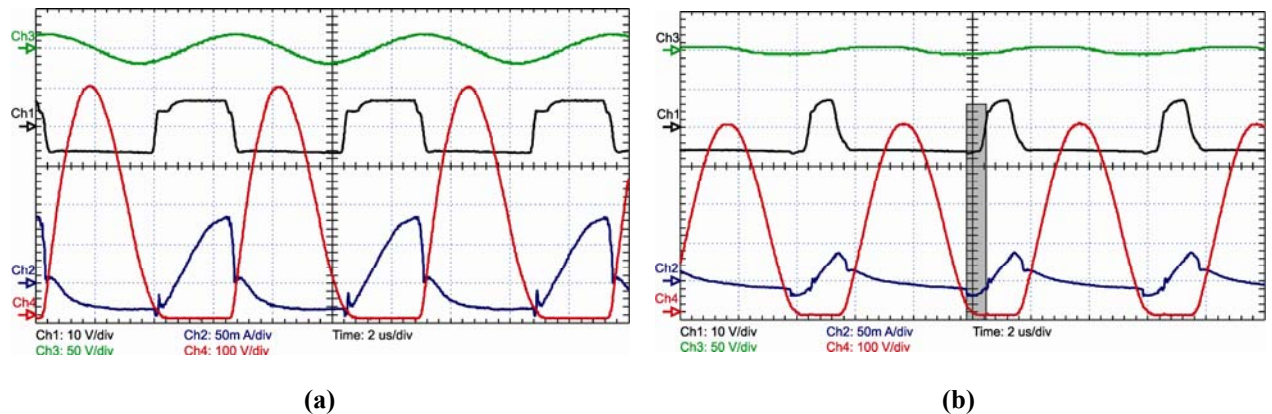 Ch3
Ch1
Ch2
Ch4
Ch1: 10 V/div Ch2: 50m A/div Time: 2 us/div
Ch3: 50 V/div Ch4: 100 V/div
(a)
Ch3
Ch1
Ch2
Ch4
Ch1: 10 V/div Ch2: 50m A/div Time: 2 us/div
Ch3: 50 V/div Ch4: 100 V/div
(b)